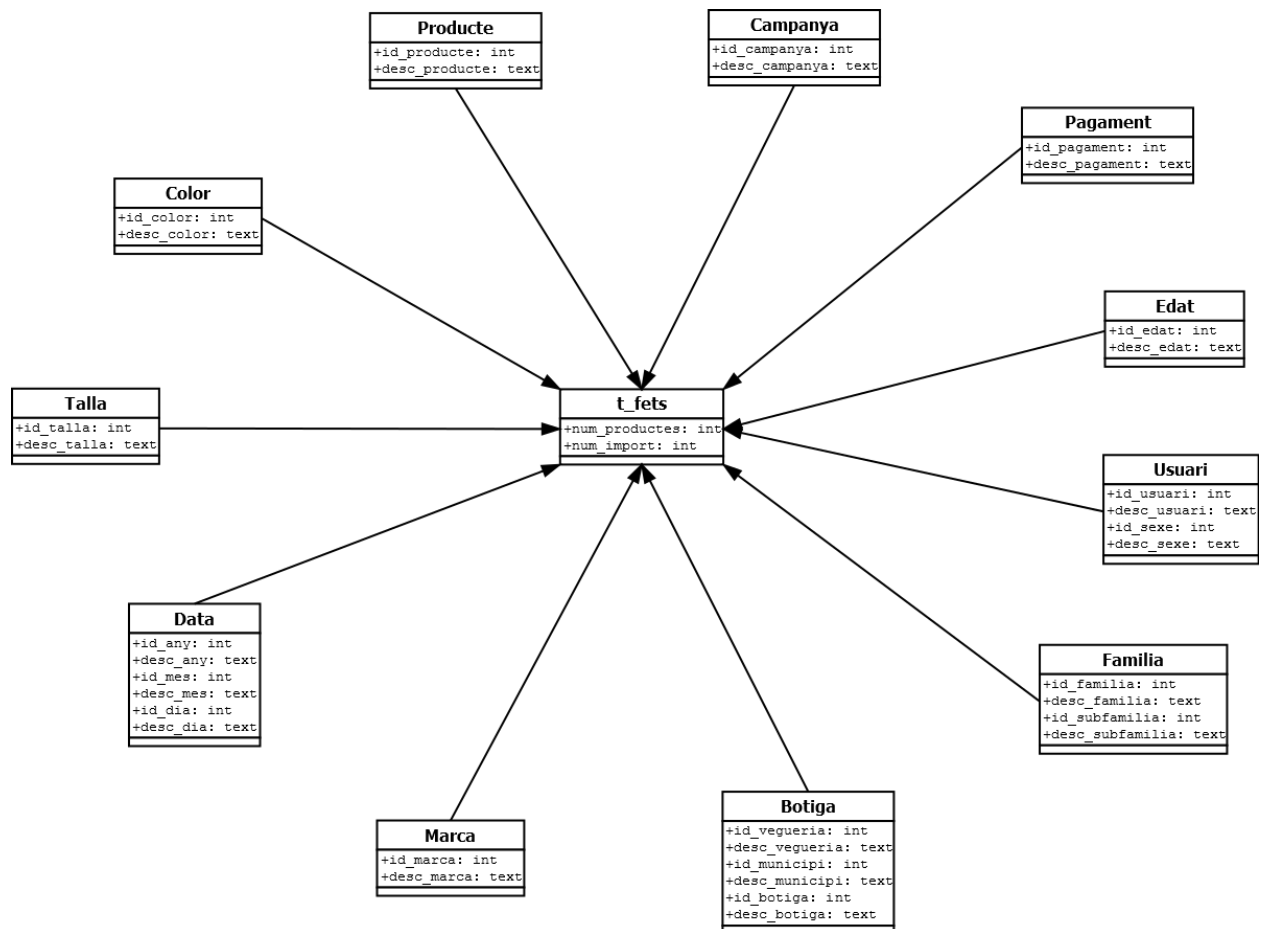 Producte
+id_producte: int
+desc_producte: text
Campanya
+id_campanya: int
+desc_campanya: text
Pagament
+id_pagament: int
+desc_pagament: text
Color
+id_color: int
+desc_color: text
Edat
+id_edat: int
+desc_edat: text
Talla
+id_talla: int
+desc_talla: text
t_fets
+num_productes: int
+num_import: int
Usuari
+id_usuari: int
+desc_usuari: text
+id_sexe: int
+desc_sexe: text
Data
+id_any: int
+desc_any: text
+id_mes: int
+desc_mes: text
+id_dia: int
+desc_dia: text
Familia
+id_familia: int
+desc_familia: text
+id_subfamilia: int
+desc_subfamilia: text
Marca
+id_marca: int
+desc_marca: text
Botiga
+id_vegueria: int
+desc_vegueria: text
+id_municipi: int
+desc_municipi: text
+id_botiga: int
+desc_botiga: text